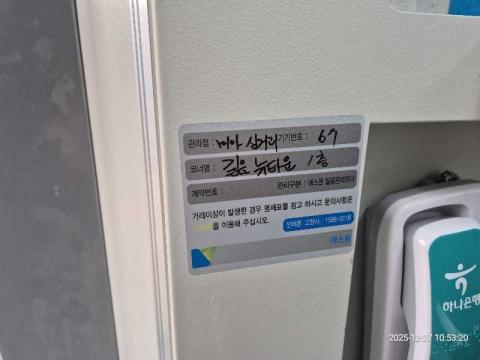 관리점 : 미아 삼거리 기기번호 : 67
코너명 : 길음 뉴타운 1층
계약번호 : 관리구분 : 에스원 일괄관리코너
거래이상이 발생한 경우 명세표를 참고 하시고 문의사항은
을 이용해 주십시오.
고장시 : 1588-3118
에스원
하나은행
2025-12-27 10:53:20